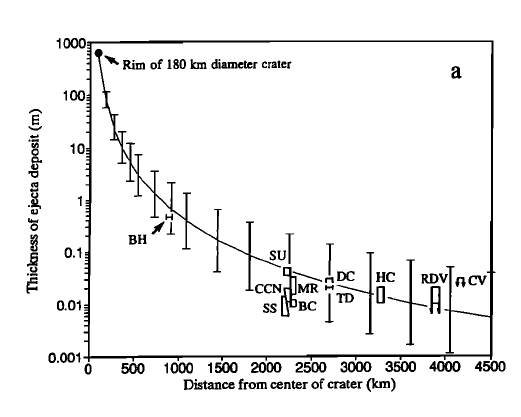 1000
Rim of 180 km diameter crater
a
100
10
1
BH
0.1
SU
CCN
MR
SS
BC
DC
TD
HC
RDV
CV
0.01
0.001
0 500 1000 1500 2000 2500 3000 3500 4000 4500
Distance from center of crater (km)
Thickness of ejecta deposit (m)